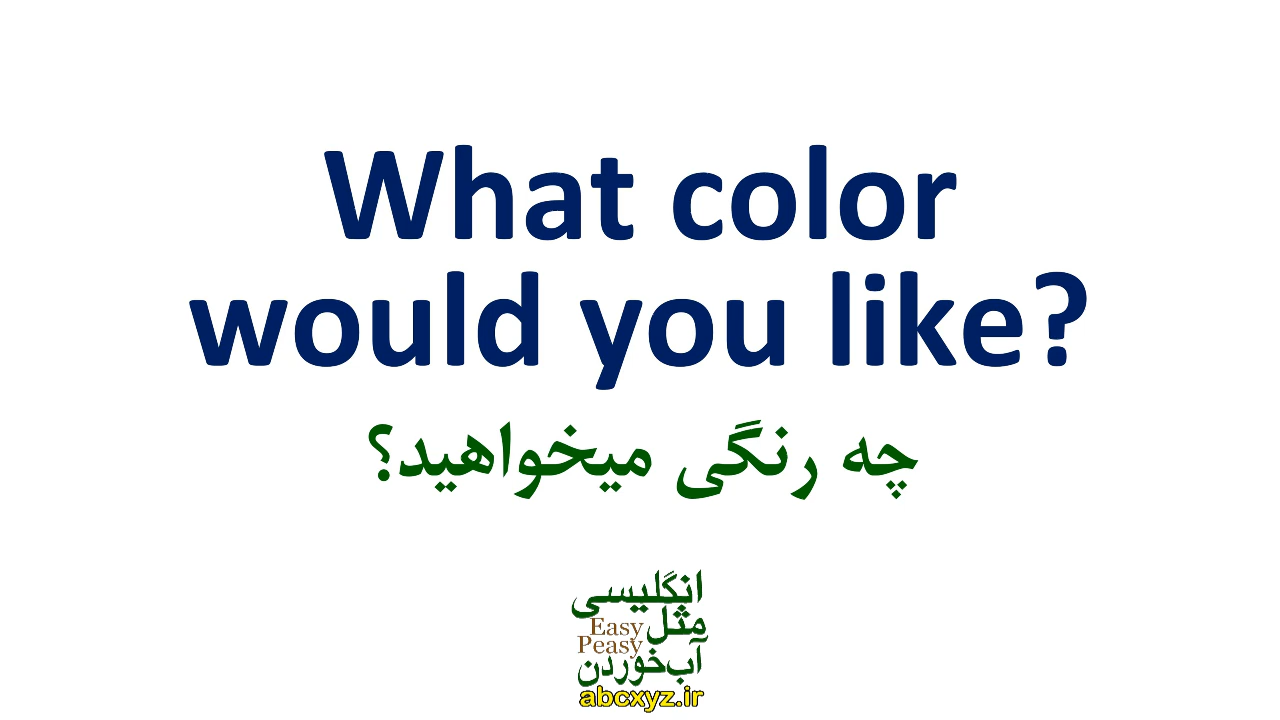 What color
would you like?
چه رنگی میخواهید؟
انگلیسی
مثل
Easy
Peasy
آب‌خوردن
abcxyz.ir